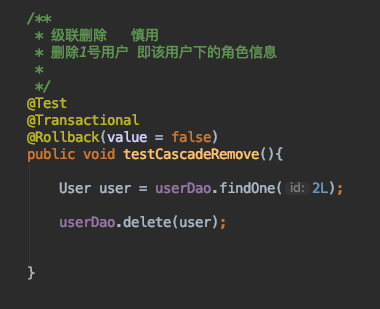 /**
* 级联删除 慎用
* 删除1号用户 即该用户下的角色信息
*
*/
@Test
@Transactional
@Rollback(value = false)
public void testCascadeRemove(){
User user = userDao.findOne( id: 2L);
userDao.delete(user);
}